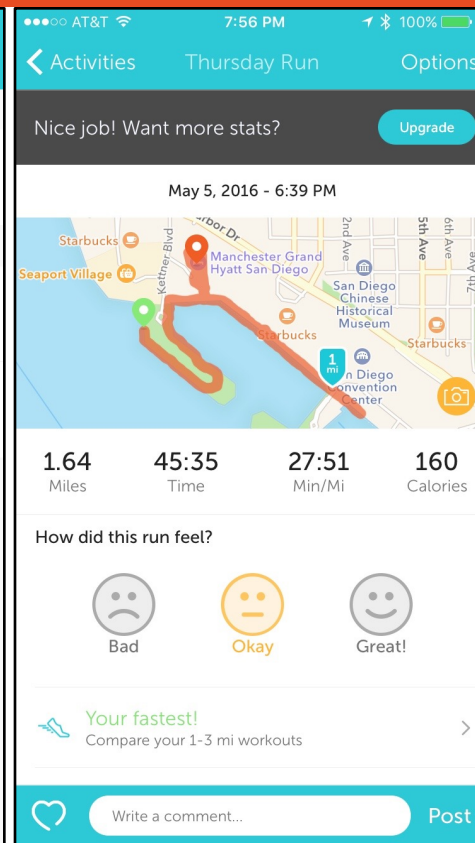 AT&T 7:56 PM 100%
Activities Thursday Run Options
Nice job! Want more stats? Upgrade
May 5, 2016 - 6:39 PM
Starbucks
Seaport Village
Kettner Blvd
Manchester Grand
Hyatt San Diego
2nd Ave
5th Ave
6th Ave
7th Ave
San Diego
Chinese
Historical
Museum
Starbucks
Starbucks
1
mi
n Diego
onvention
Center
1.64 45:35 27:51 160
Miles Time Min/Mi Calories
How did this run feel?
Bad Okay Great!
Your fastest!
Compare your 1-3 mi workouts
Write a comment... Post